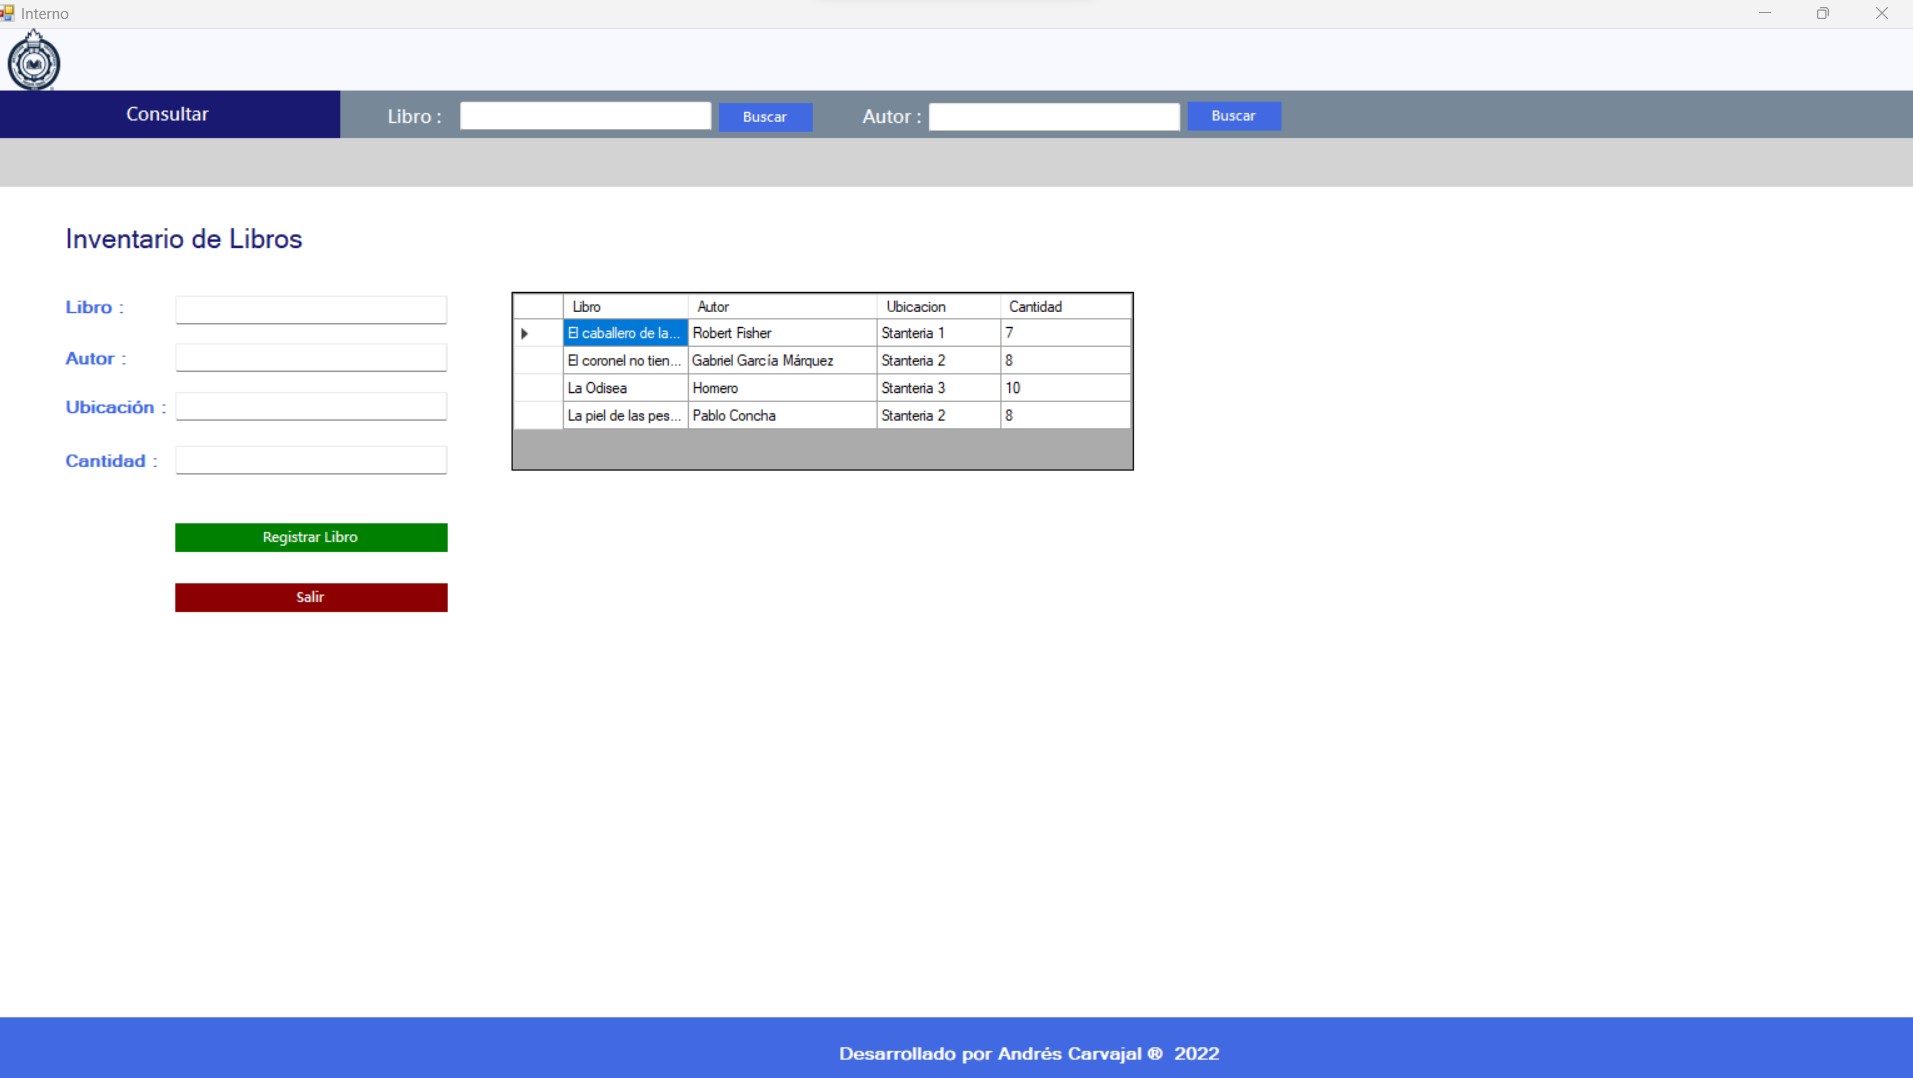 Interno
Consultar Libro : Buscar Autor : Buscar
Inventario de Libros
Libro :
Autor :
Ubicación :
Cantidad :
Registrar Libro
Salir
Libro Autor Ubicacion Cantidad
El caballero de la... Robert Fisher Stanteria 1 7
El coronel no tien... Gabriel García Márquez Stanteria 2 8
La Odisea Homero Stanteria 3 10
La piel de las pes... Pablo Concha Stanteria 2 8
Desarrollado por Andrés Carvajal ® 2022